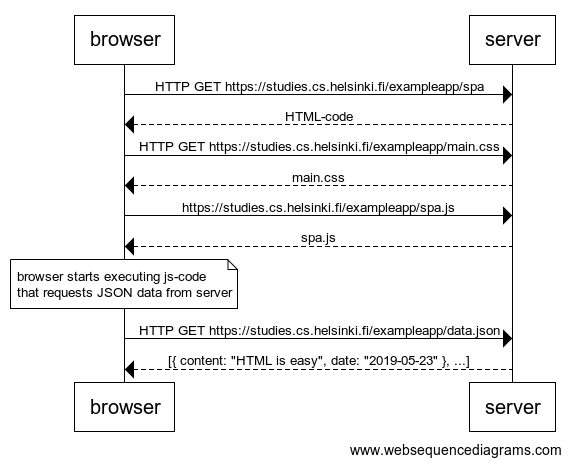 browser
server
HTTP GET https://studies.cs.helsinki.fi/exampleapp/spa
HTML-code
HTTP GET https://studies.cs.helsinki.fi/exampleapp/main.css
main.css
https://studies.cs.helsinki.fi/exampleapp/spa.js
spa.js
browser starts executing js-code
that requests JSON data from server
HTTP GET https://studies.cs.helsinki.fi/exampleapp/data.json
[{ content: "HTML is easy", date: "2019-05-23" }, ...]
browser
server
www.websequencediagrams.com